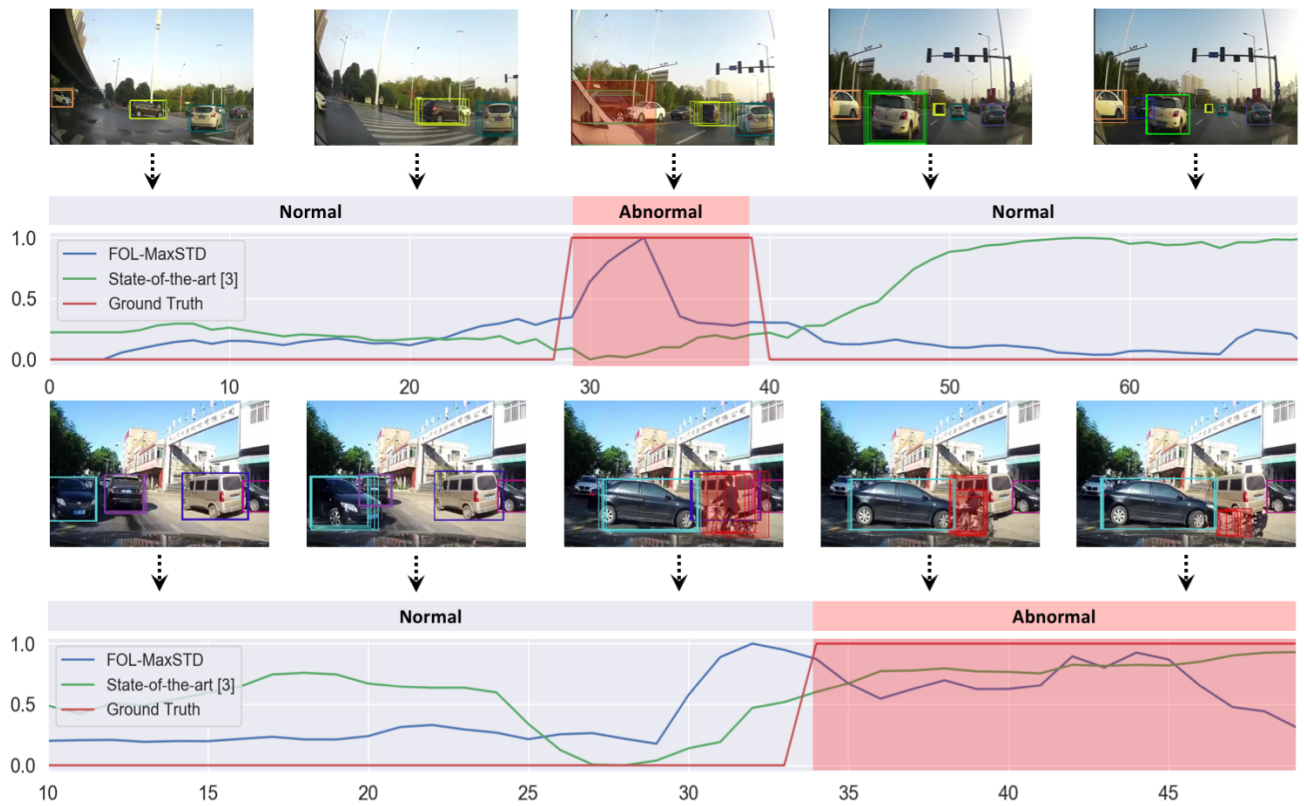 Normal Abnormal Normal
1.0
FOL-MaxSTD
State-of-the-art [3]
0.5
Ground Truth
0.0
0 10 20 30 40 50 60
Normal Abnormal
1.0
FOL-MaxSTD
State-of-the-art [3]
0.5
Ground Truth
0.0
10 15 20 25 30 35 40 45